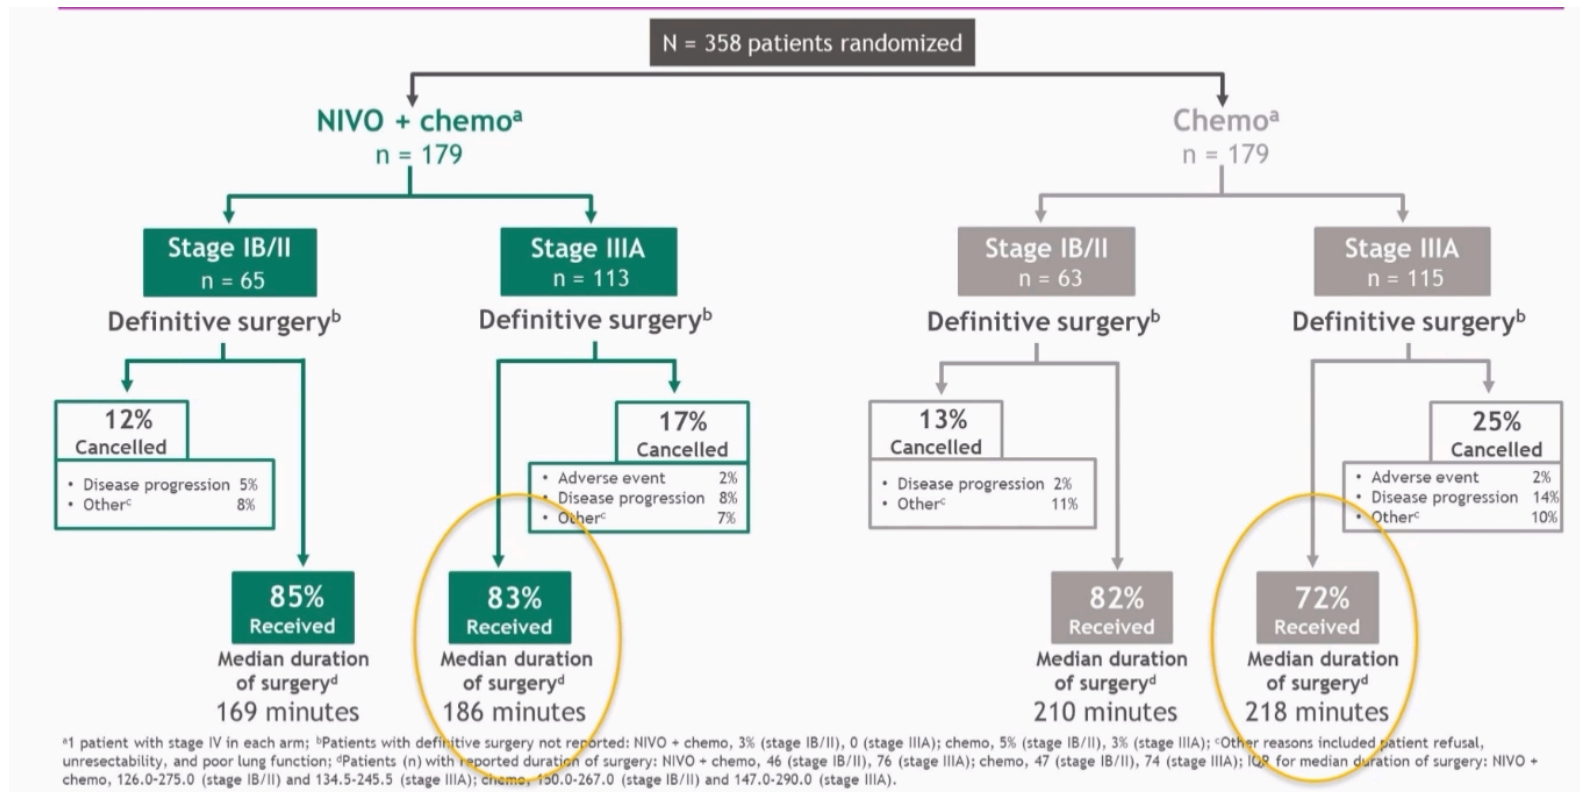 N = 358 patients randomized
NIVO + chemoᵃ
n = 179
Chemoᵃ
n = 179
Stage IB/II
n = 65
Stage IIIA
n = 113
Stage IB/II
n = 63
Stage IIIA
n = 115
Definitive surgeryᵇ
Definitive surgeryᵇ
Definitive surgeryᵇ
Definitive surgeryᵇ
12%
Cancelled
• Disease progression 5%
• Otherᶜ 8%
17%
Cancelled
• Adverse event 2%
• Disease progression 8%
• Otherᶜ 7%
13%
Cancelled
• Disease progression 2%
• Otherᶜ 11%
25%
Cancelled
• Adverse event 2%
• Disease progression 14%
• Otherᶜ 10%
85%
Received
Median duration
of surgeryᵈ
169 minutes
83%
Received
Median duration
of surgeryᵈ
186 minutes
82%
Received
Median duration
of surgeryᵈ
210 minutes
72%
Received
Median duration
of surgeryᵈ
218 minutes
ᵃ1 patient with stage IV in each arm; ᵇPatients with definitive surgery not reported: NIVO + chemo, 3% (stage IB/II), 0 (stage IIIA); chemo, 5% (stage IB/II), 3% (stage IIIA); ᶜOther reasons included patient refusal,
unresectability, and poor lung function; ᵈPatients (n) with reported duration of surgery: NIVO + chemo, 46 (stage IB/II), 76 (stage IIIA); chemo, 47 (stage IB/II), 74 (stage IIIA); IQR for median duration of surgery: NIVO +
chemo, 126.0-275.0 (stage IB/II) and 134.5-245.5 (stage IIIA); chemo, 150.0-267.0 (stage IB/II) and 147.0-290.0 (stage IIIA).